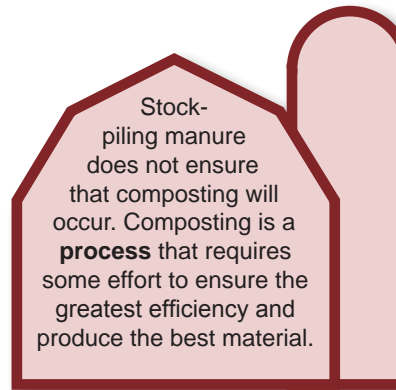 Stock-
piling manure
does not ensure
that composting will
occur. Composting is a
process that requires
some effort to ensure the
greatest efficiency and
produce the best material.